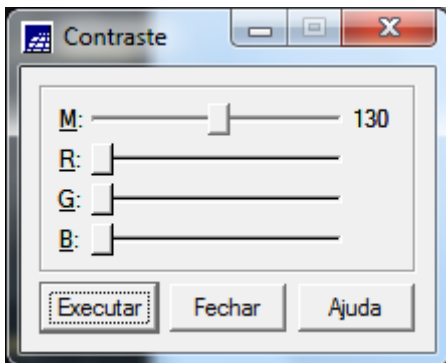 Contraste
M: 130
R:
G:
B:
Executar Fechar Ajuda